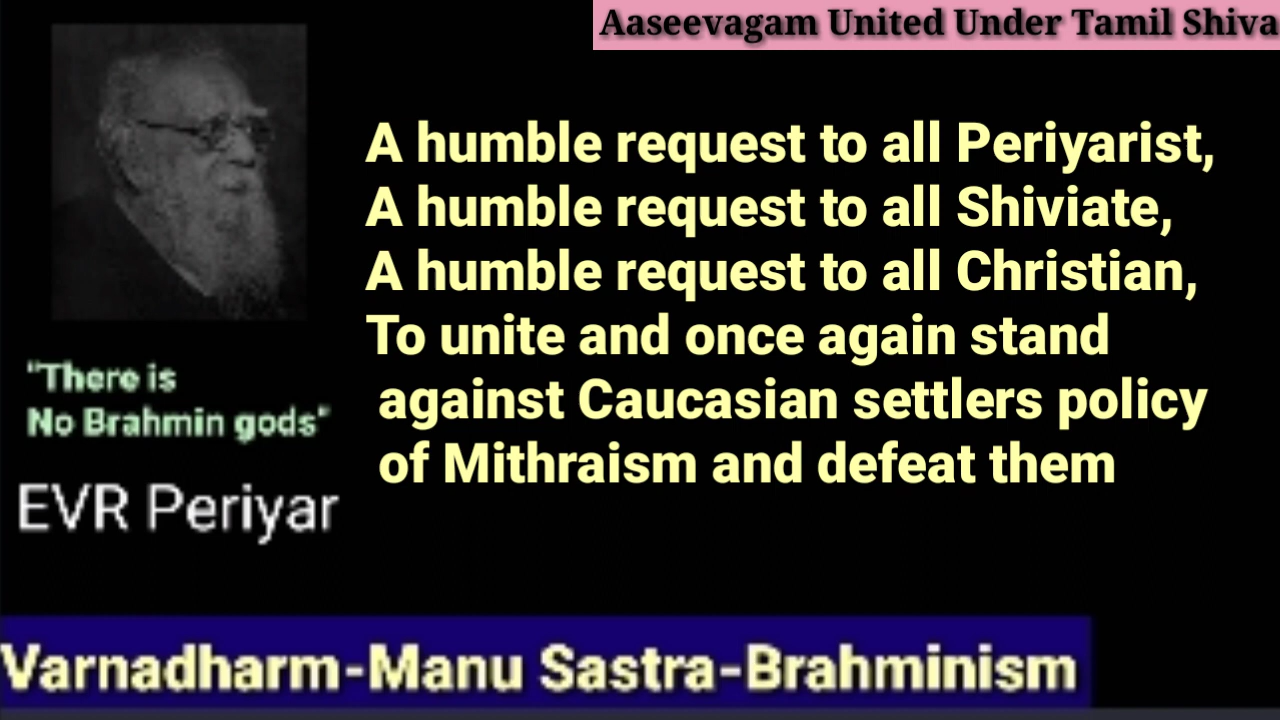 Aaseevagam United Under Tamil Shiva
A humble request to all Periyarist,
A humble request to all Shiviate,
A humble request to all Christian,
To unite and once again stand
against Caucasian settlers policy
of Mithraism and defeat them
"There is
No Brahmin gods"
EVR Periyar
Varnadharm-Manu Sastra-Brahminism